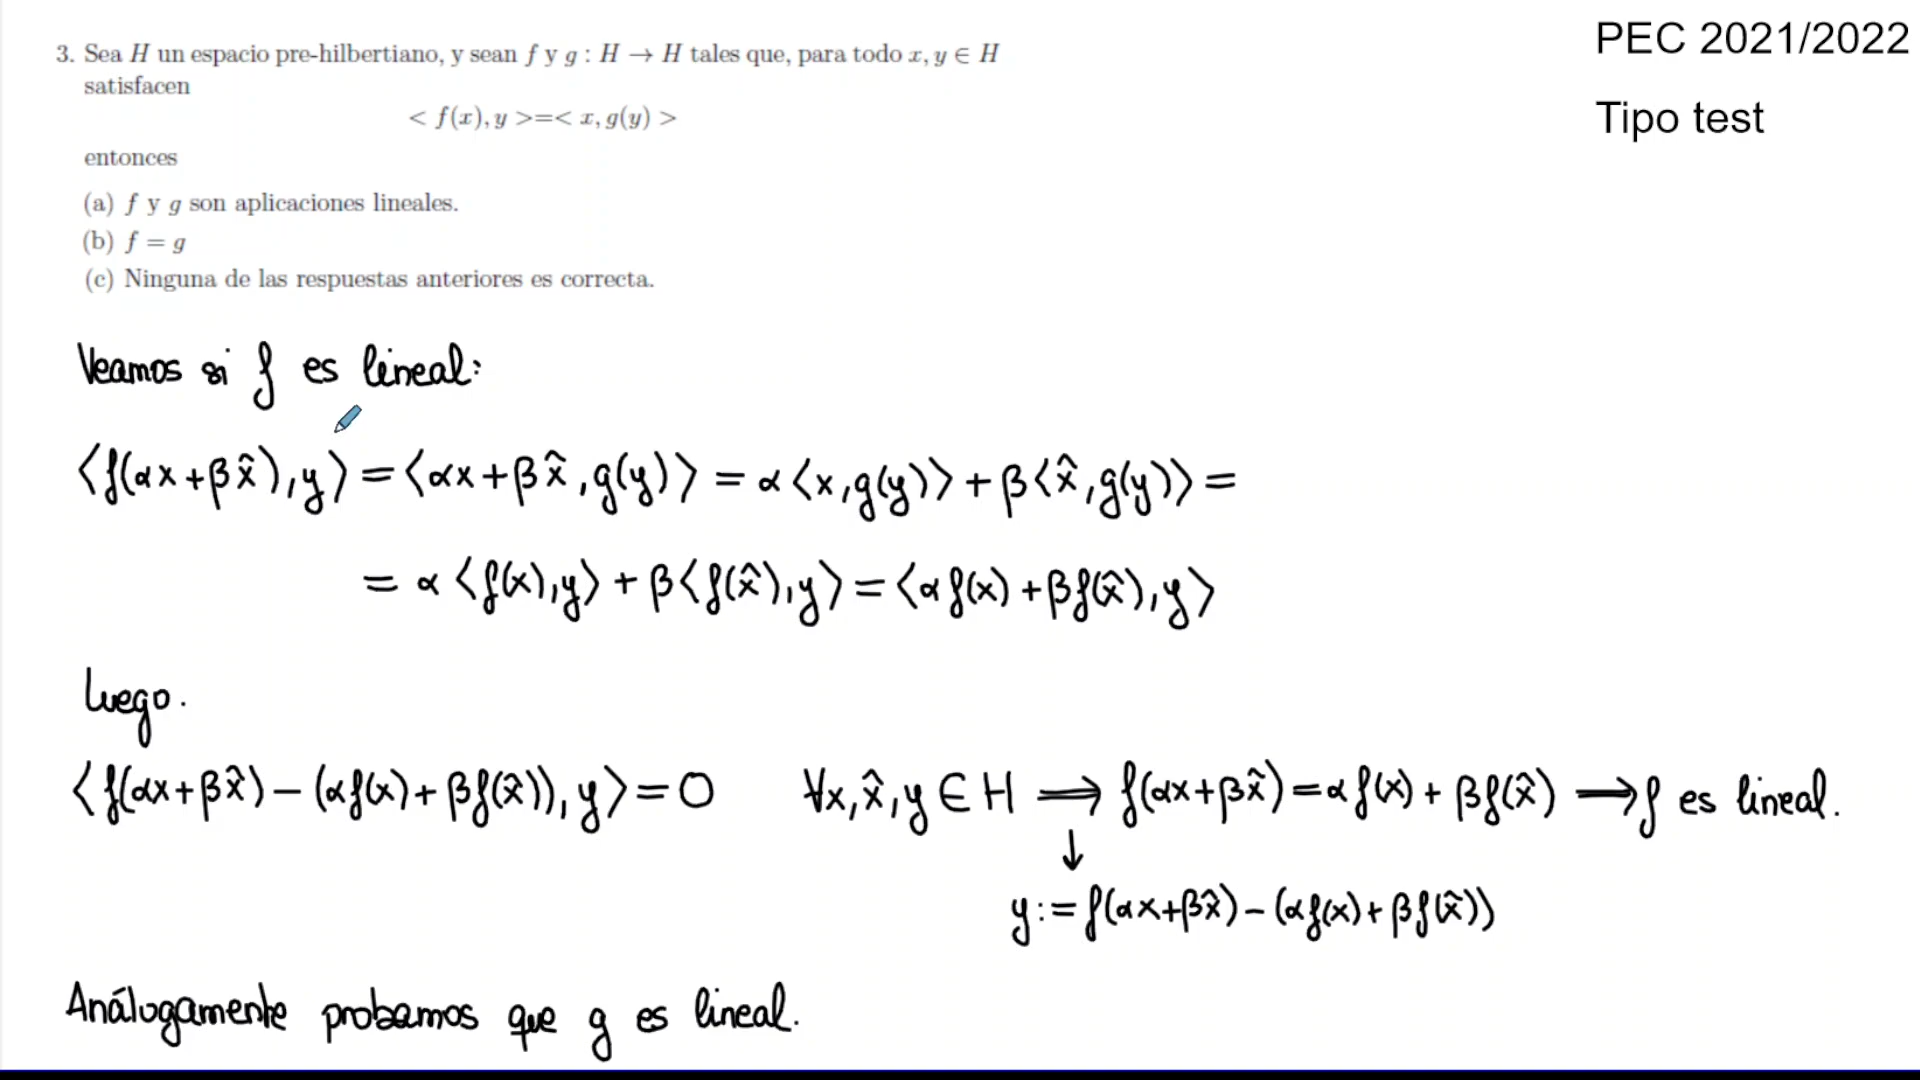 PEC 2021/2022
Tipo test
3. Sea H un espacio pre-hilbertiano, y sean f y g : H → H tales que, para todo x, y ∈ H
satisfacen
< f(x), y >=< x, g(y) >
entonces
(a) f y g son aplicaciones lineales.
(b) f = g
(c) Ninguna de las respuestas anteriores es correcta.
Veamos si f es lineal:
⟨f(αx+βx̂), y⟩ = ⟨αx+βx̂, g(y)⟩ = α⟨x, g(y)⟩ + β⟨x̂, g(y)⟩ =
= α⟨f(x), y⟩ + β⟨f(x̂), y⟩ = ⟨αf(x) + βf(x̂), y⟩
Luego.
⟨f(αx+βx̂) − (αf(x) + βf(x̂)), y⟩ = 0 ∀x, x̂, y ∈ H ⟹ f(αx+βx̂) = αf(x) + βf(x̂) ⟹ f es lineal.
↓
y := f(αx+βx̂) − (αf(x) + βf(x̂))
Análogamente probamos que g es lineal.